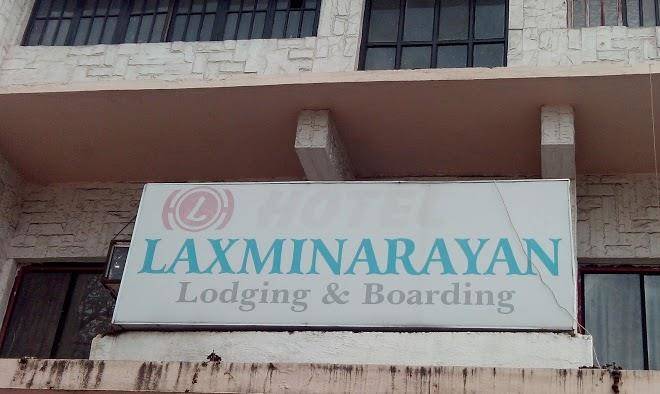 L HOTEL
LAXMINARAYAN
Lodging & Boarding